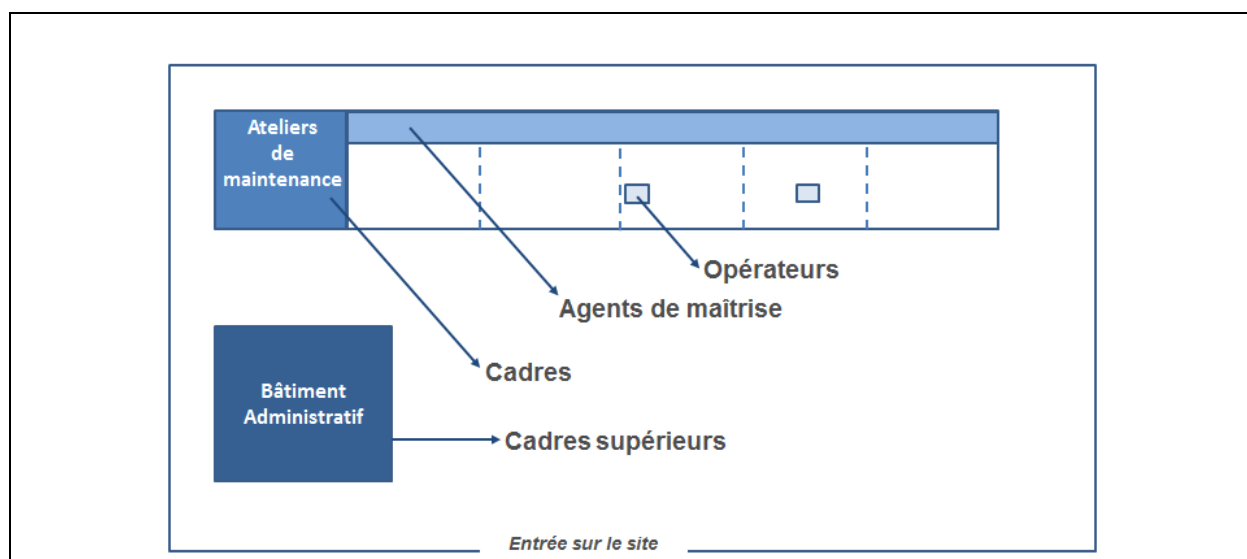 Ateliers
de
maintenance
Opérateurs
Agents de maîtrise
Cadres
Bâtiment
Administratif
Cadres supérieurs
Entrée sur le site